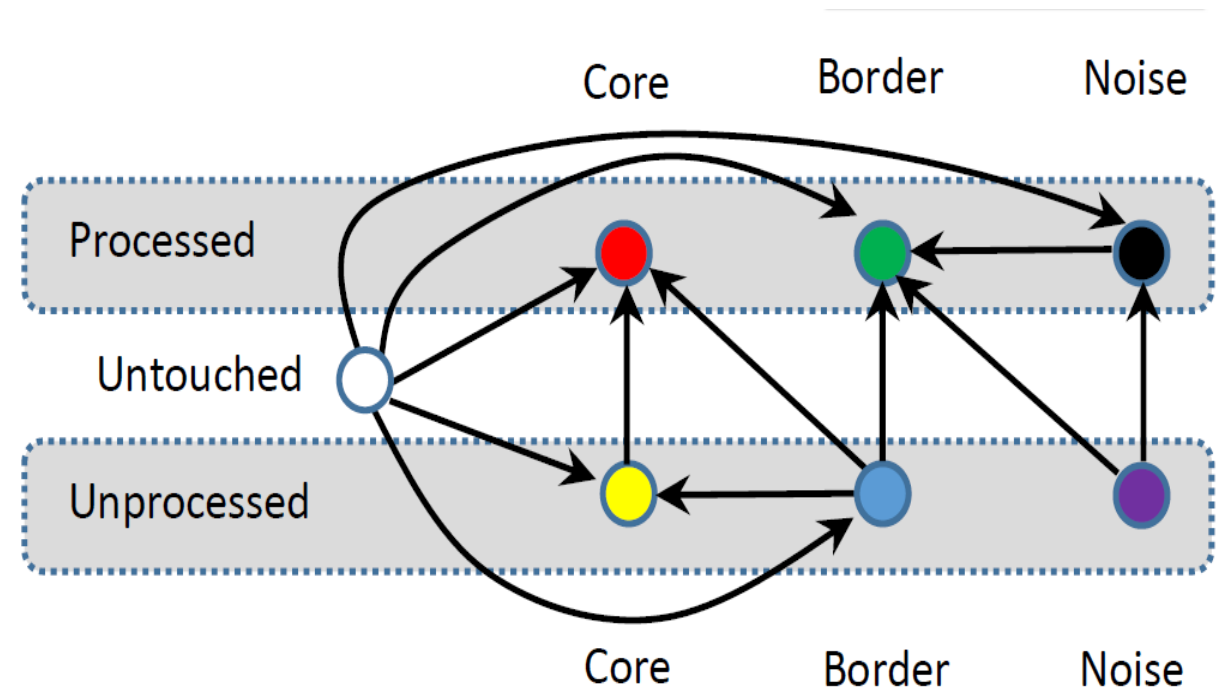 Core Border Noise
Processed
Untouched
Unprocessed
Core Border Noise